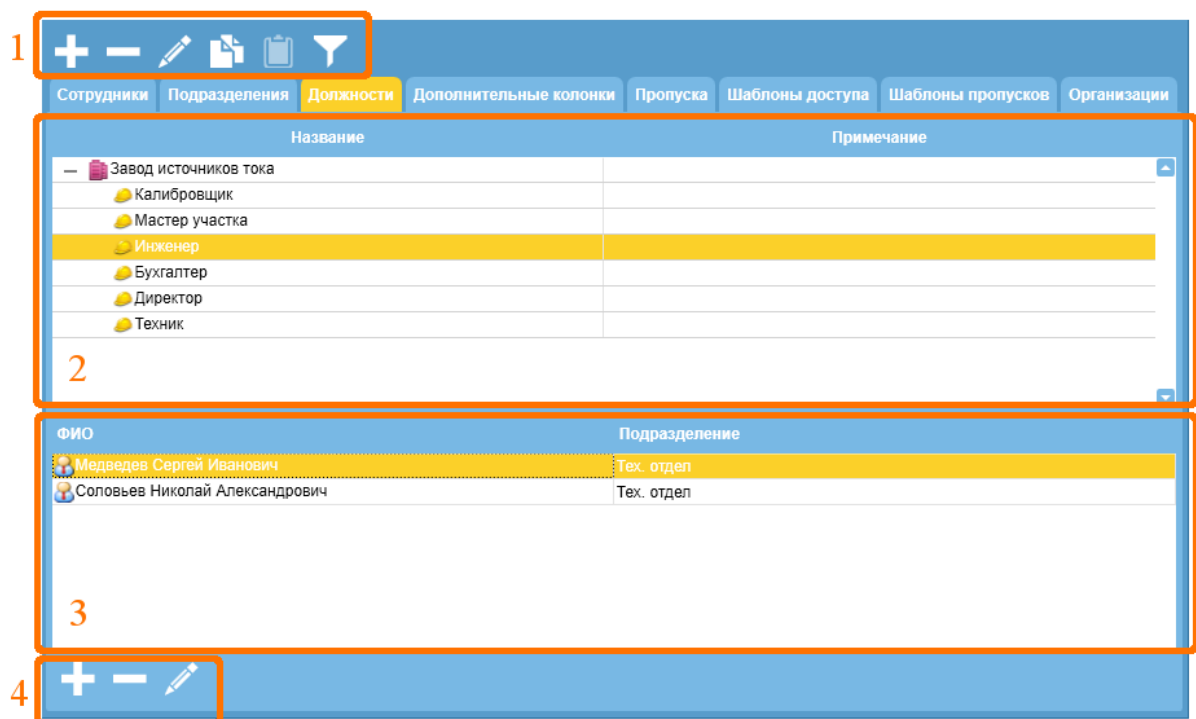 1
Сотрудники Подразделения Должности Дополнительные колонки Пропуска Шаблоны доступа Шаблоны пропусков Организации
Название Примечание
Завод источников тока
Калибровщик
Мастер участка
Инженер
Бухгалтер
Директор
Техник
2
ФИО Подразделение
Медведев Сергей Иванович Тех. отдел
Соловьев Николай Александрович Тех. отдел
3
4